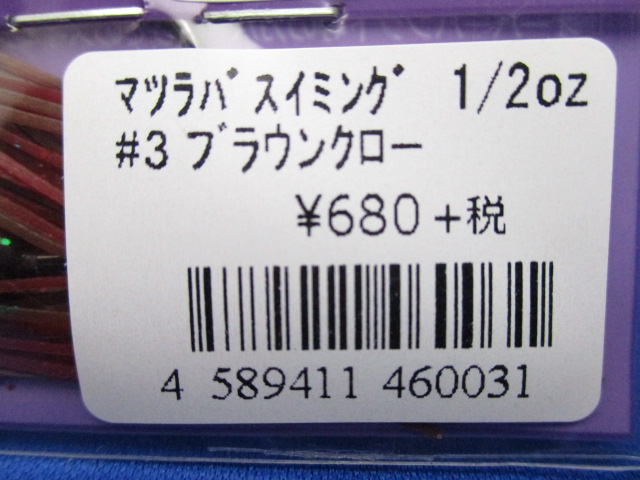 マツラバスイミング 1/2oz
#3 ブラウンクロー
¥680+税
4 589411 460031